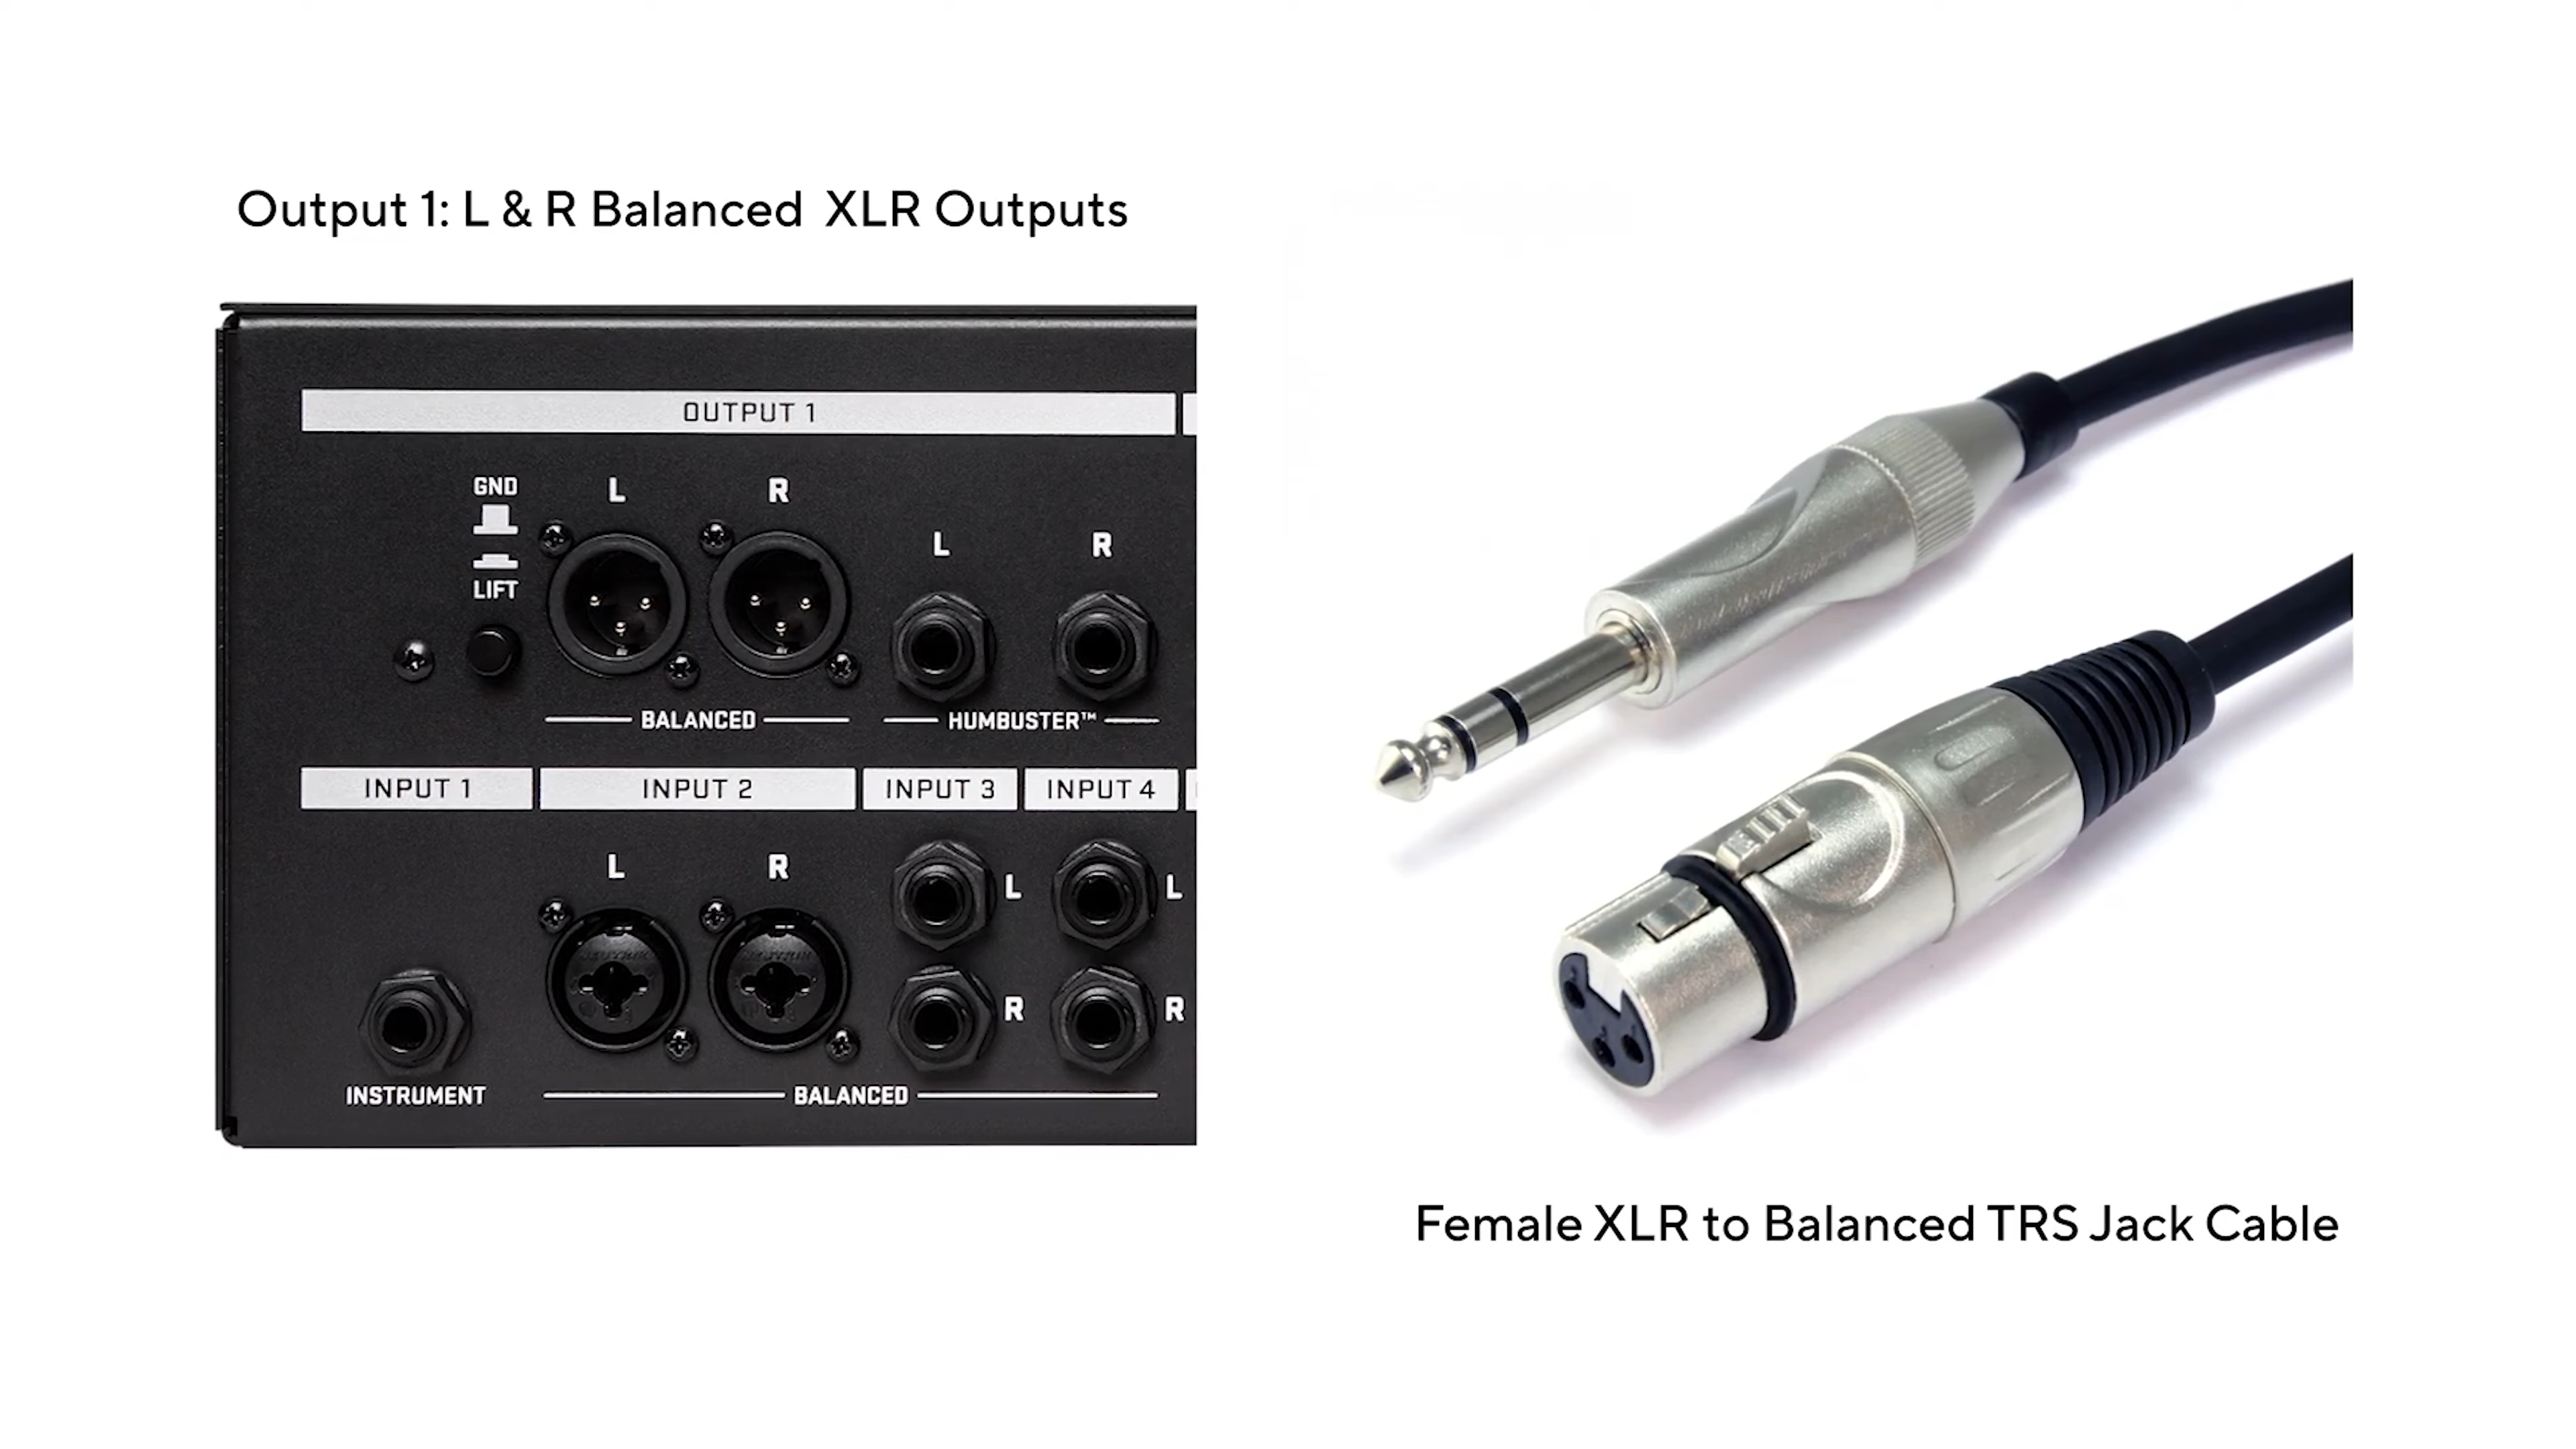 Output 1: L & R Balanced XLR Outputs
OUTPUT 1
GND
LIFT
L
R
L
R
BALANCED
HUMBUSTER™
INPUT 1
INPUT 2
INPUT 3
INPUT 4
L
R
L
L
R
R
INSTRUMENT
BALANCED
Female XLR to Balanced TRS Jack Cable